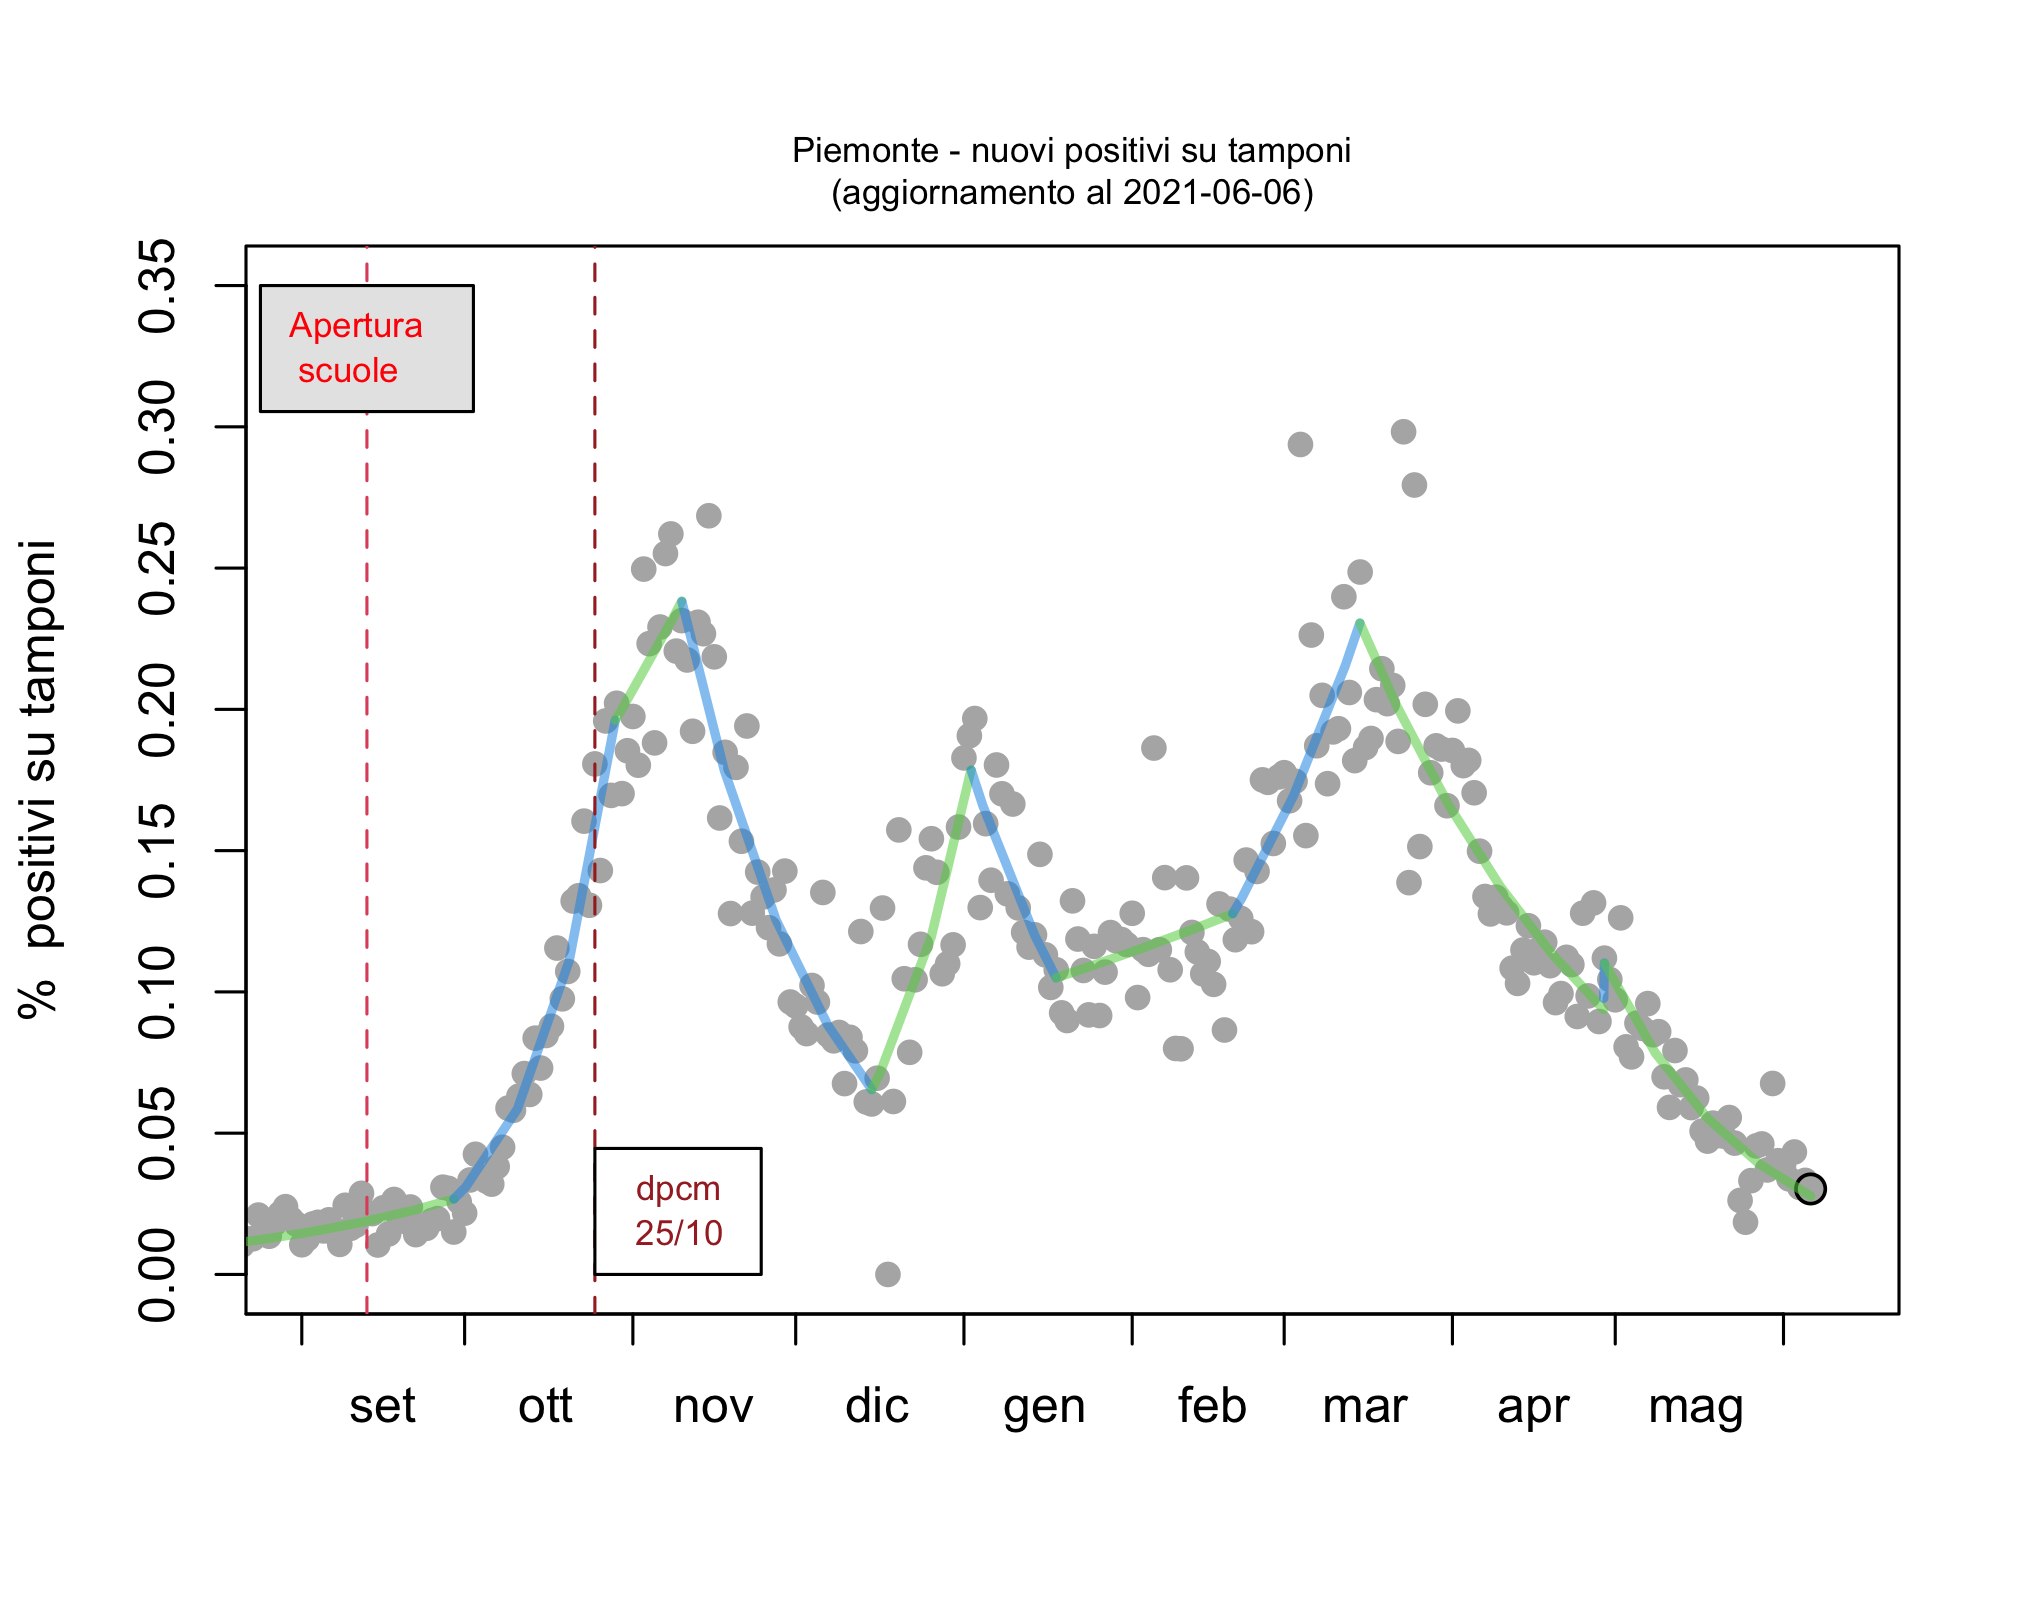 Piemonte - nuovi positivi su tamponi
(aggiornamento al 2021-06-06)
% positivi su tamponi
0.35
0.30
0.25
0.20
0.15
0.10
0.05
0.00
Apertura
scuole
dpcm
25/10
set ott nov dic gen feb mar apr mag